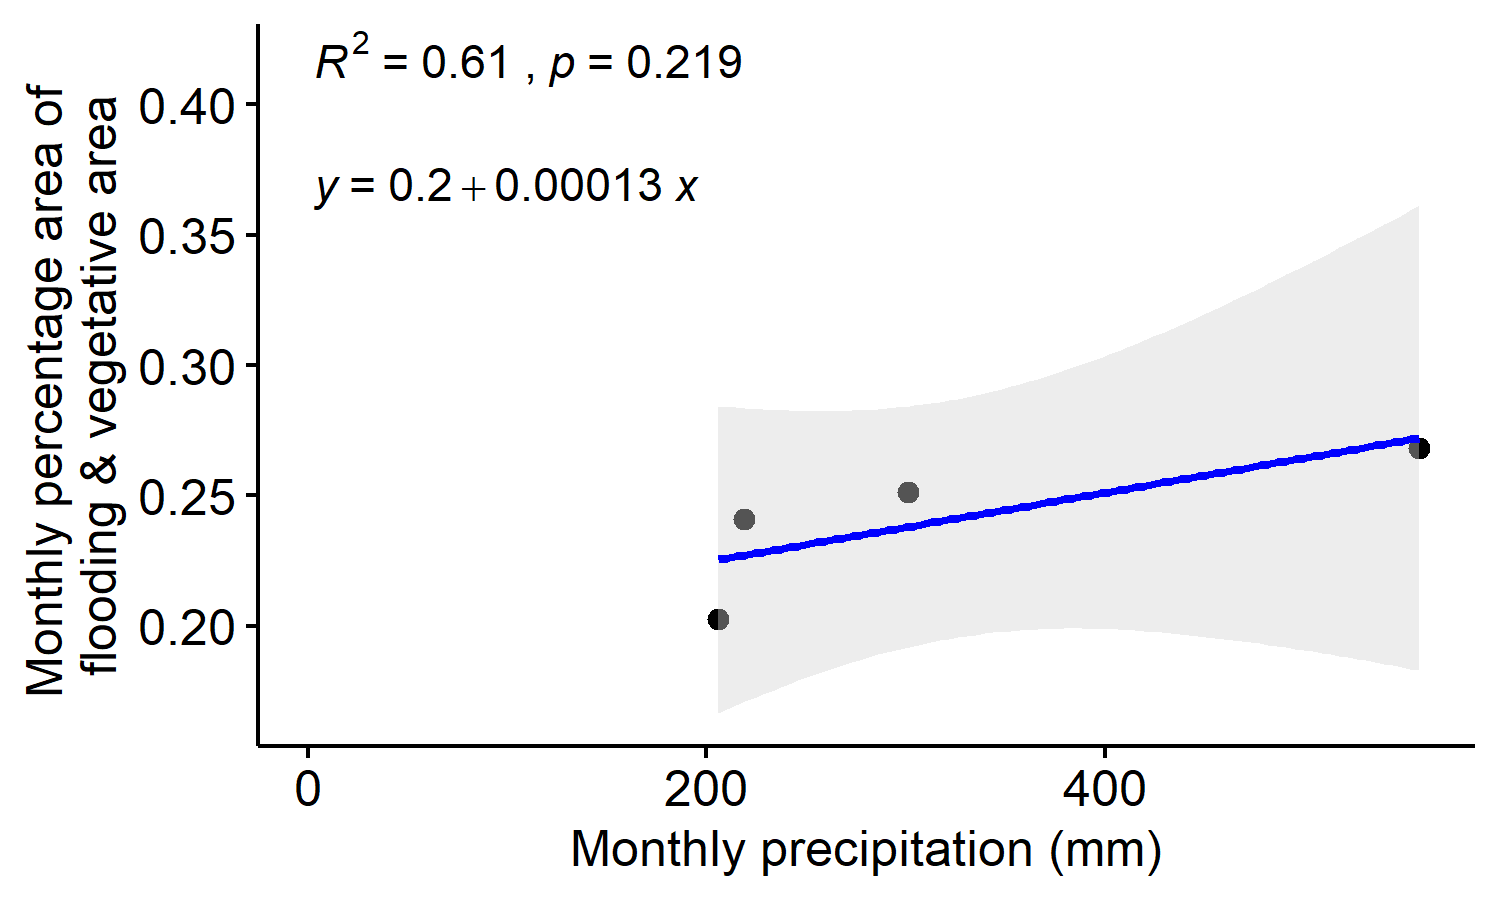 R² = 0.61 , p = 0.219
y = 0.2 + 0.00013 x
Monthly percentage area of
flooding & vegetative area
0.40
0.35
0.30
0.25
0.20
0
200
400
Monthly precipitation (mm)